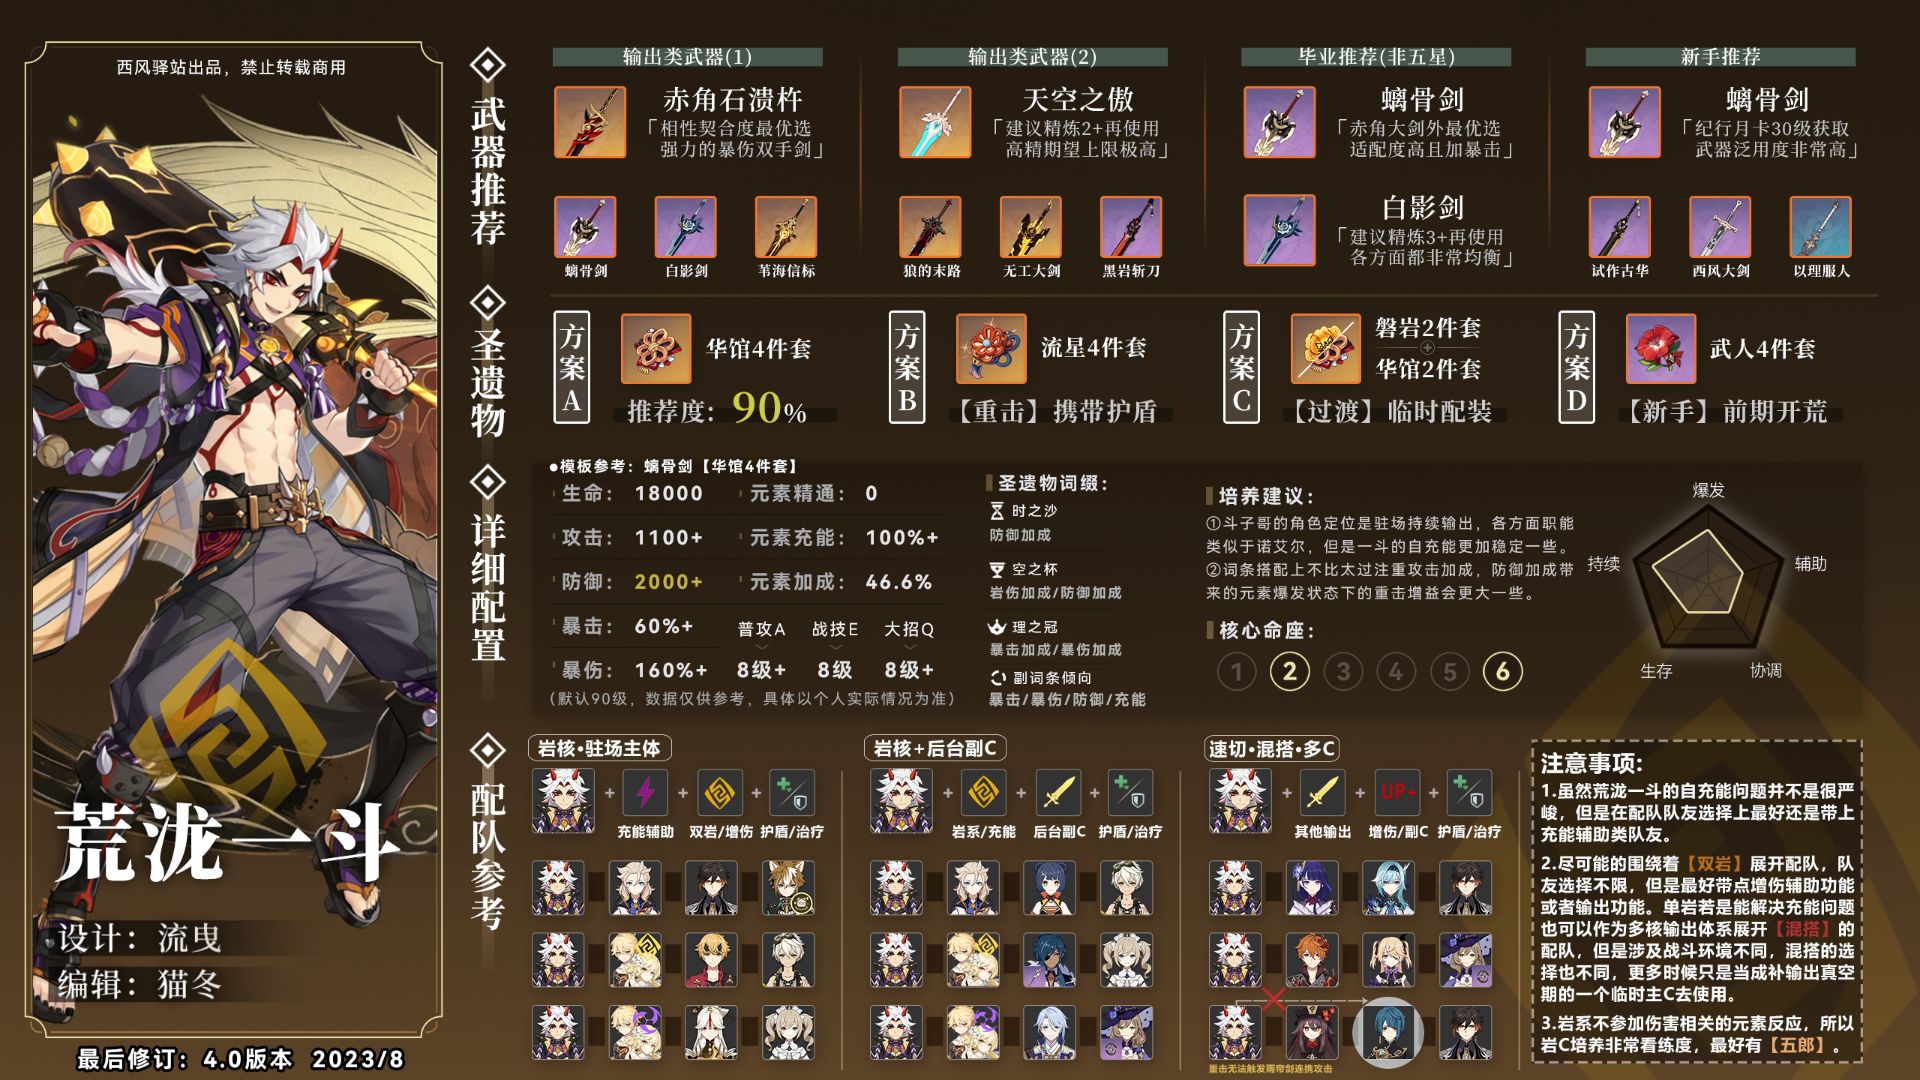 西风驿站出品，禁止转载商用
荒泷一斗
设计：流曳
编辑：猫冬
最后修订：4.0版本 2023/8
武器推荐
输出类武器(1)
赤角石溃杵
「相性契合度最优选
强力的暴伤双手剑」
螭骨剑
白影剑
苇海信标
输出类武器(2)
天空之傲
「建议精炼2+再使用
高精期望上限极高」
狼的末路
无工大剑
黑岩斩刀
毕业推荐(非五星)
螭骨剑
「赤角大剑外最优选
适配度高且加暴击」
白影剑
「建议精炼3+再使用
各方面都非常均衡」
新手推荐
螭骨剑
「纪行月卡30级获取
武器泛用度非常高」
试作古华
西风大剑
以理服人
圣遗物
方案A
华馆4件套
推荐度：90%
方案B
流星4件套
【重击】携带护盾
方案C
磐岩2件套
华馆2件套
【过渡】临时配装
方案D
武人4件套
【新手】前期开荒
详细配置
●模板参考：螭骨剑【华馆4件套】
生命：18000
元素精通：0
攻击：1100+
元素充能：100%+
防御：2000+
元素加成：46.6%
暴击：60%+
普攻A 战技E 大招Q
暴伤：160%+
8级+ 8级 8级+
(默认90级，数据仅供参考，具体以个人实际情况为准)
圣遗物词缀：
时之沙
防御加成
空之杯
岩伤加成/防御加成
理之冠
暴击加成/暴伤加成
副词条倾向
暴击/暴伤/防御/充能
培养建议：
①斗子哥的角色定位是驻场持续输出，各方面职能
类似于诺艾尔，但是一斗的自充能更加稳定一些。
②词条搭配上不比太过注重攻击加成，防御加成带
来的元素爆发状态下的重击增益会更大一些。
核心命座：
1 2 3 4 5 6
爆发
持续
辅助
生存
协调
配队参考
岩核·驻场主体
充能辅助 双岩/增伤 护盾/治疗
岩核+后台副C
岩系/充能 后台副C 护盾/治疗
速切·混搭·多C
UP+
其他输出 增伤/副C 护盾/治疗
重击无法触发雨帘剑连携攻击
注意事项:
1.虽然荒泷一斗的自充能问题并不是很严
峻，但是在配队队友选择上最好还是带上
充能辅助类队友。
2.尽可能的围绕着【双岩】展开配队，队
友选择不限，但是最好带点增伤辅助功能
或者输出功能。单岩若是能解决充能问题
也可以作为多核输出体系展开【混搭】的
配队，但是涉及战斗环境不同，混搭的选
择也不同，更多时候只是当成补输出真空
期的一个临时主C去使用。
3.岩系不参加伤害相关的元素反应，所以
岩C培养非常看练度，最好有【五郎】。